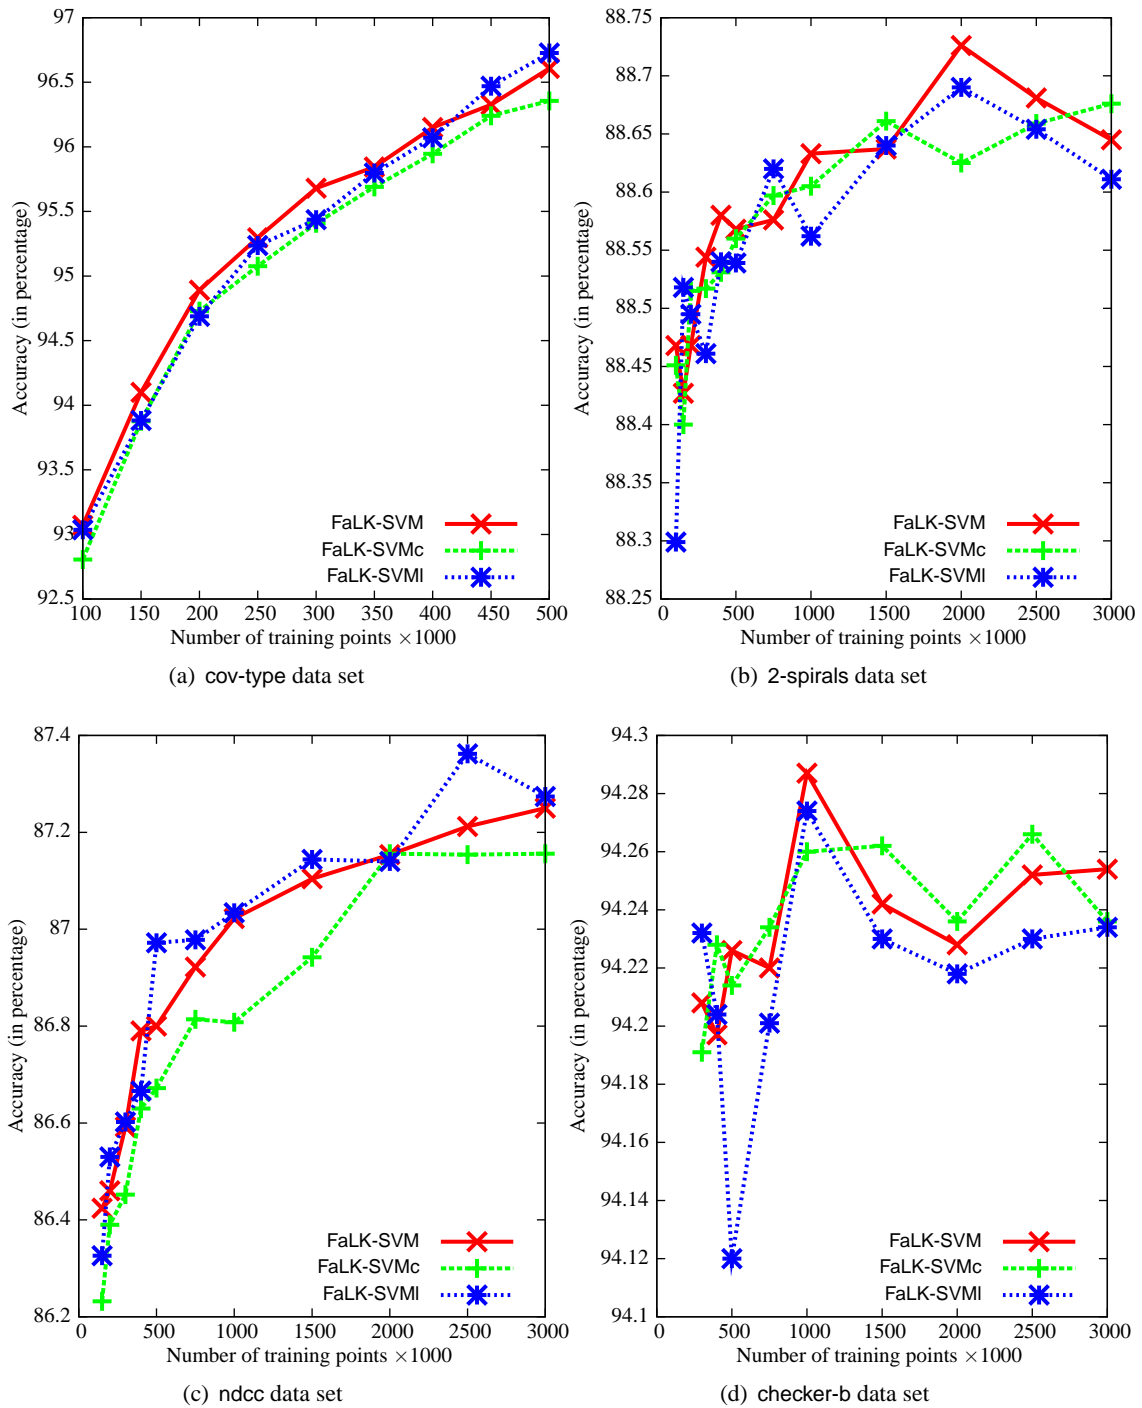 97
96.5
96
95.5
95
94.5
94
93.5
93
92.5
Accuracy (in percentage)
FaLK-SVM
FaLK-SVMc
FaLK-SVMl
100 150 200 250 300 350 400 450 500
Number of training points ×1000
(a) cov-type data set
88.75
88.7
88.65
88.6
88.55
88.5
88.45
88.4
88.35
88.3
88.25
Accuracy (in percentage)
FaLK-SVM
FaLK-SVMc
FaLK-SVMl
0 500 1000 1500 2000 2500 3000
Number of training points ×1000
(b) 2-spirals data set
87.4
87.2
87
86.8
86.6
86.4
86.2
Accuracy (in percentage)
FaLK-SVM
FaLK-SVMc
FaLK-SVMl
0 500 1000 1500 2000 2500 3000
Number of training points ×1000
(c) ndcc data set
94.3
94.28
94.26
94.24
94.22
94.2
94.18
94.16
94.14
94.12
94.1
Accuracy (in percentage)
FaLK-SVM
FaLK-SVMc
FaLK-SVMl
0 500 1000 1500 2000 2500 3000
Number of training points ×1000
(d) checker-b data set